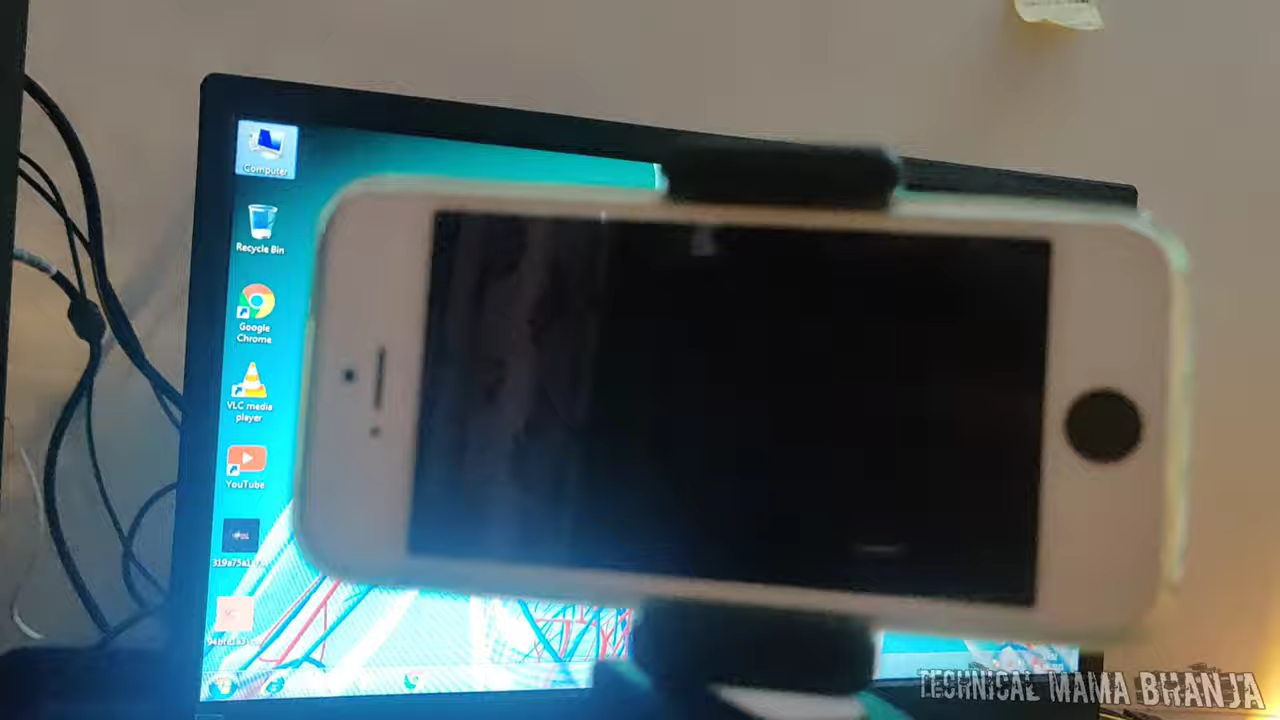 Computer
Recycle Bin
Google
Chrome
VLC media
player
YouTube
TECHNICAL MAMA BHANJA